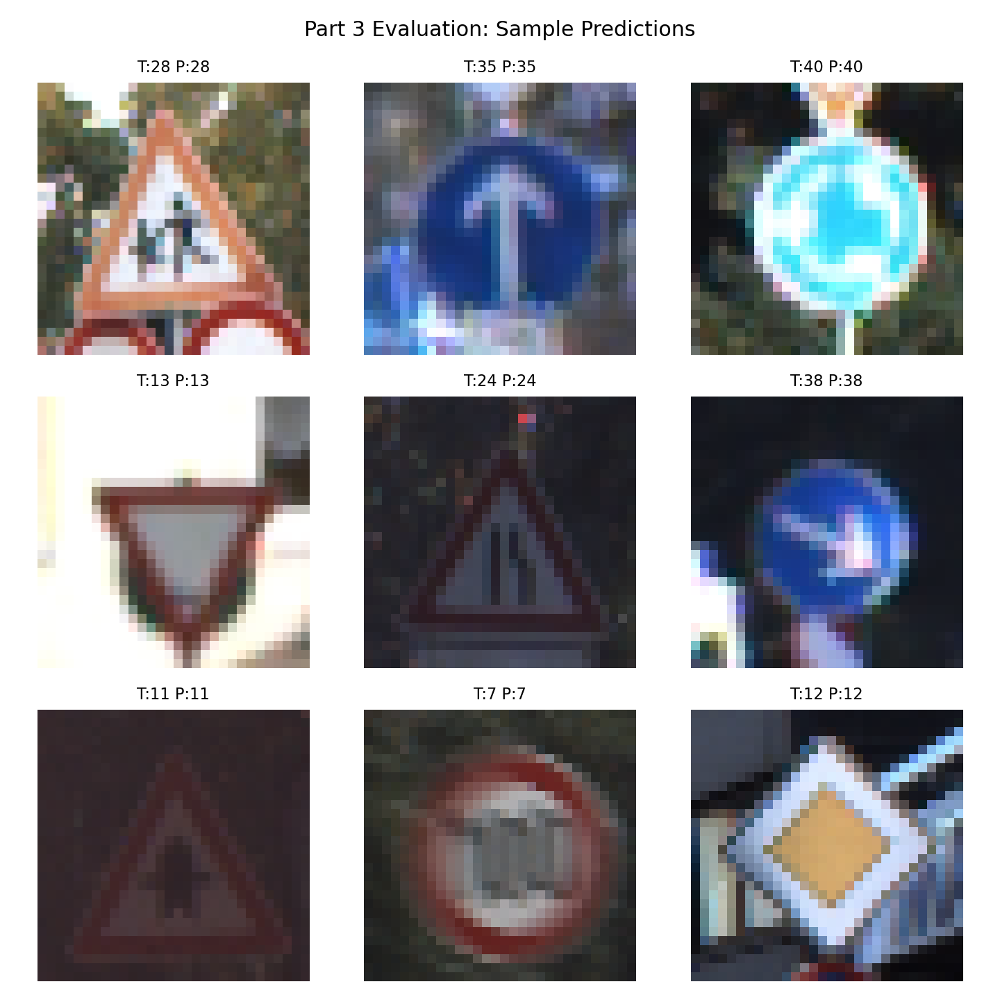 Part 3 Evaluation: Sample Predictions
T:28 P:28
T:35 P:35
T:40 P:40
T:13 P:13
T:24 P:24
T:38 P:38
T:11 P:11
T:7 P:7
T:12 P:12